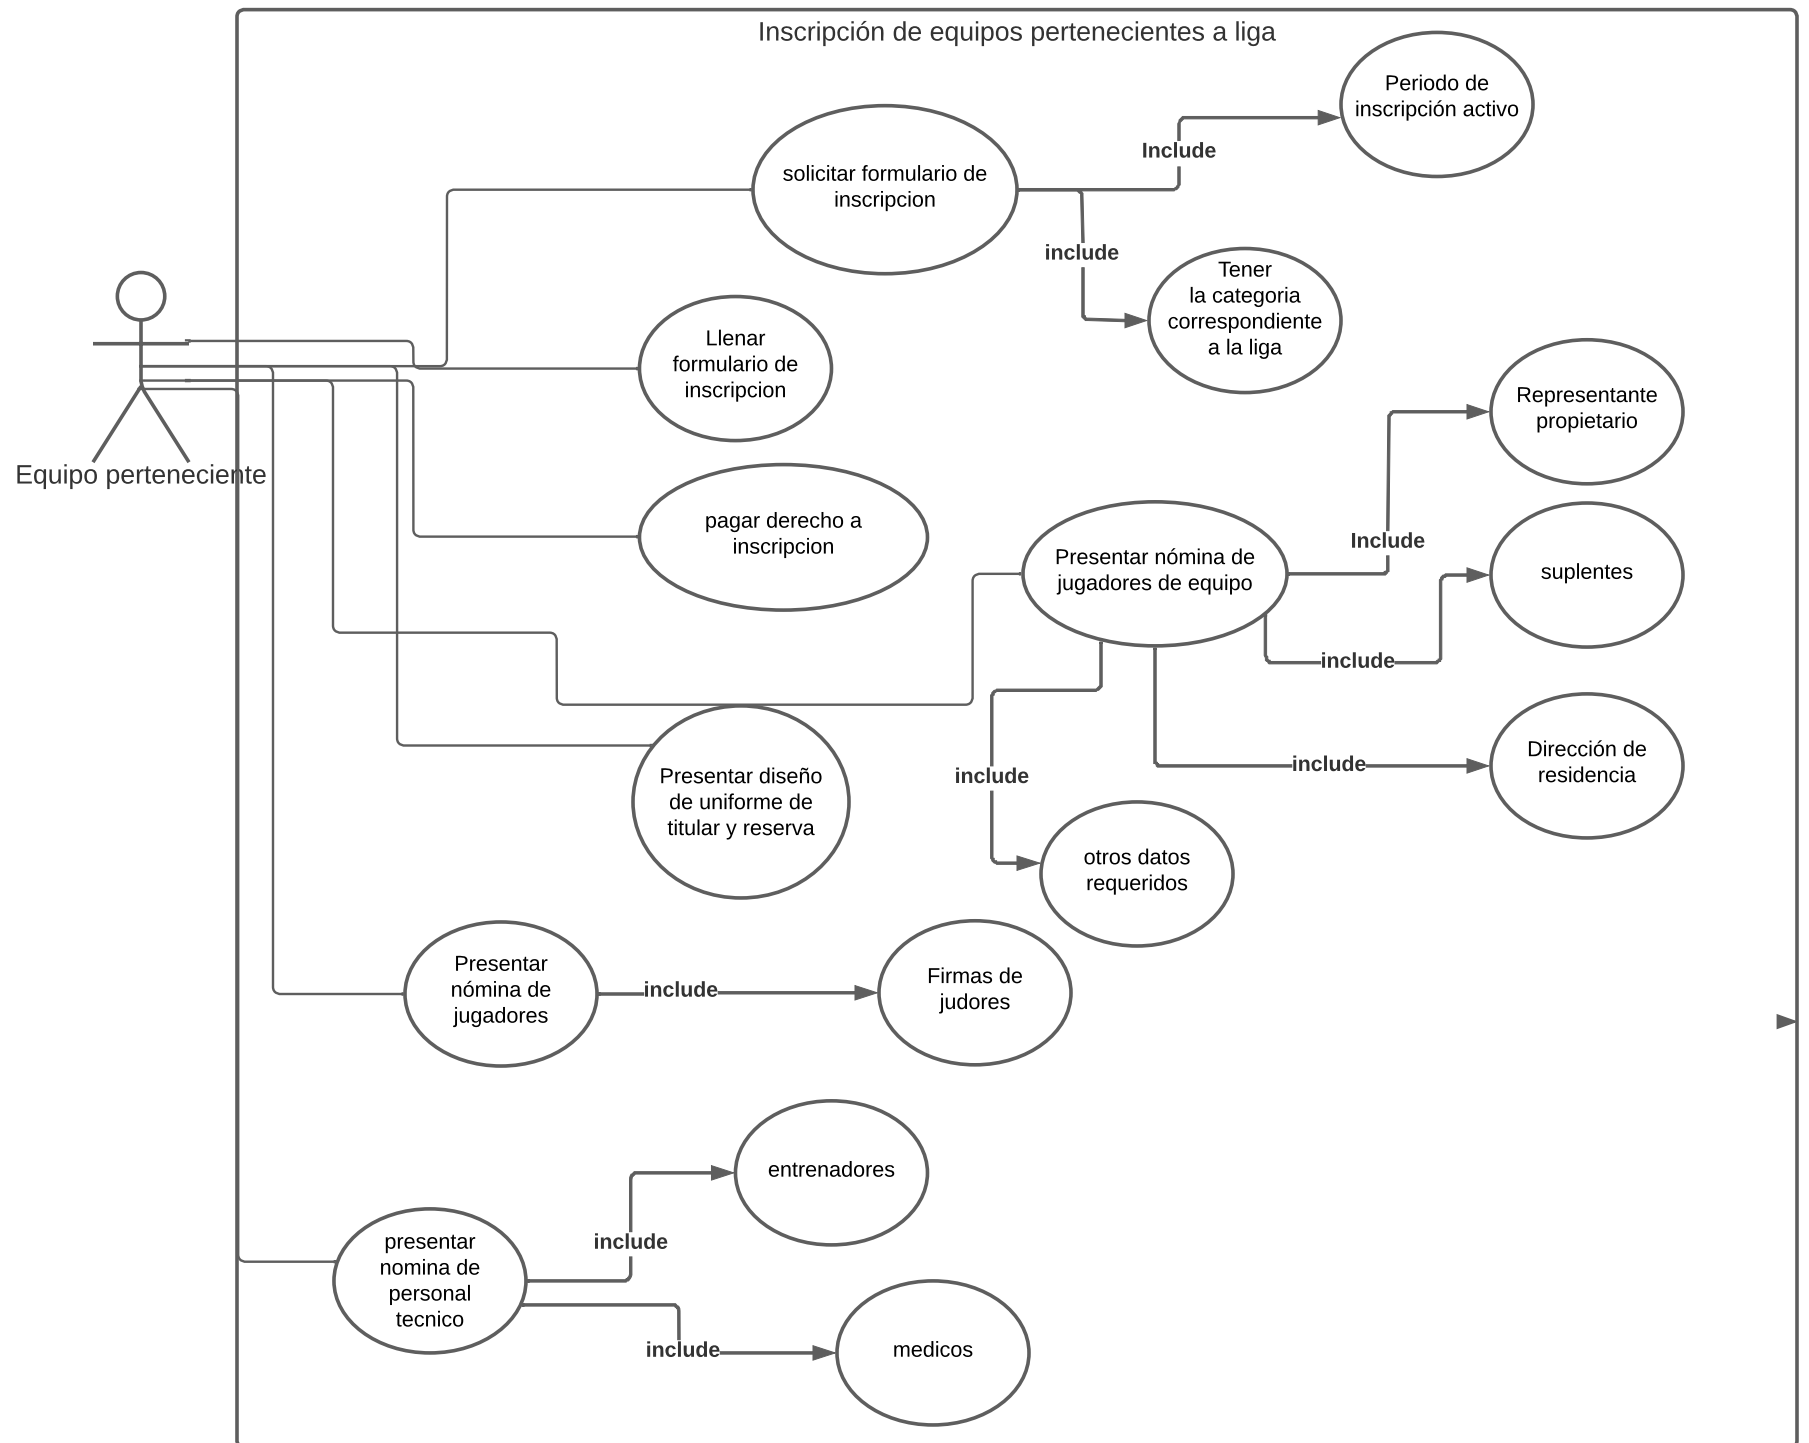 Inscripción de equipos pertenecientes a liga
Periodo de
inscripción activo
Include
solicitar formulario de
inscripcion
include
Tener
la categoria
correspondiente
a la liga
Llenar
formulario de
inscripcion
Equipo perteneciente
Representante
propietario
pagar derecho a
inscripcion
Include
Presentar nómina de
jugadores de equipo
suplentes
include
Presentar diseño
de uniforme de
titular y reserva
include
include
Dirección de
residencia
otros datos
requeridos
Presentar
nómina de
jugadores
include
Firmas de
judores
entrenadores
include
presentar
nomina de
personal
tecnico
include
medicos